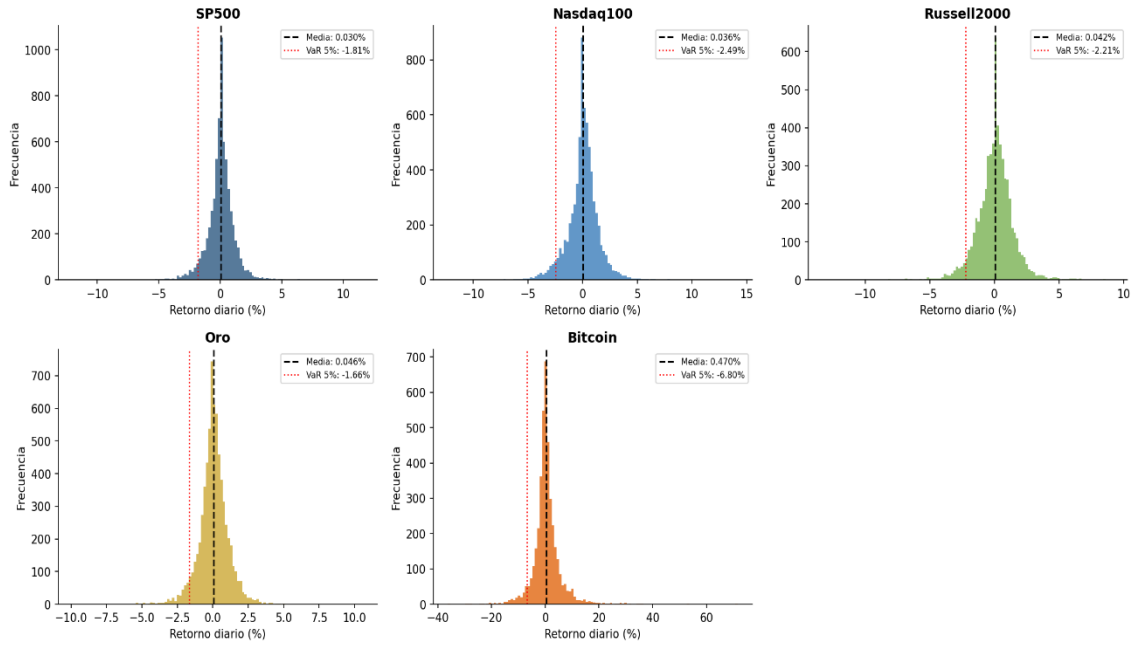 SP500
Media: 0.030%
VaR 5%: -1.81%
Frecuencia
1000
800
600
400
200
0
−10 −5 0 5 10
Retorno diario (%)
Nasdaq100
Media: 0.036%
VaR 5%: -2.49%
Frecuencia
800
600
400
200
0
−10 −5 0 5 10 15
Retorno diario (%)
Russell2000
Media: 0.042%
VaR 5%: -2.21%
Frecuencia
600
500
400
300
200
100
0
−10 −5 0 5 10
Retorno diario (%)
Oro
Media: 0.046%
VaR 5%: -1.66%
Frecuencia
700
600
500
400
300
200
100
0
−10.0 −7.5 −5.0 −2.5 0.0 2.5 5.0 7.5 10.0
Retorno diario (%)
Bitcoin
Media: 0.470%
VaR 5%: -6.80%
Frecuencia
700
600
500
400
300
200
100
0
−40 −20 0 20 40 60
Retorno diario (%)